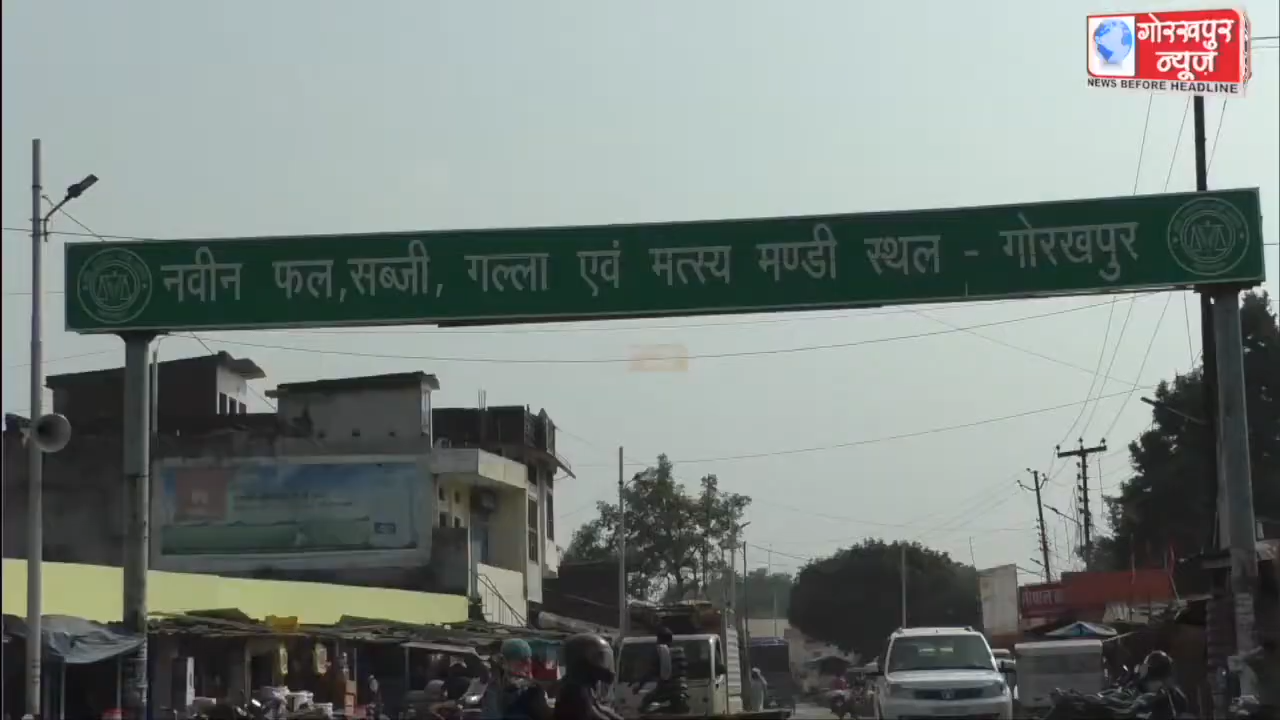 गोरखपुर
न्यूज़
NEWS BEFORE HEADLINE
नवीन फल,सब्जी, गल्ला एवं मत्स्य मण्डी स्थल - गोरखपुर